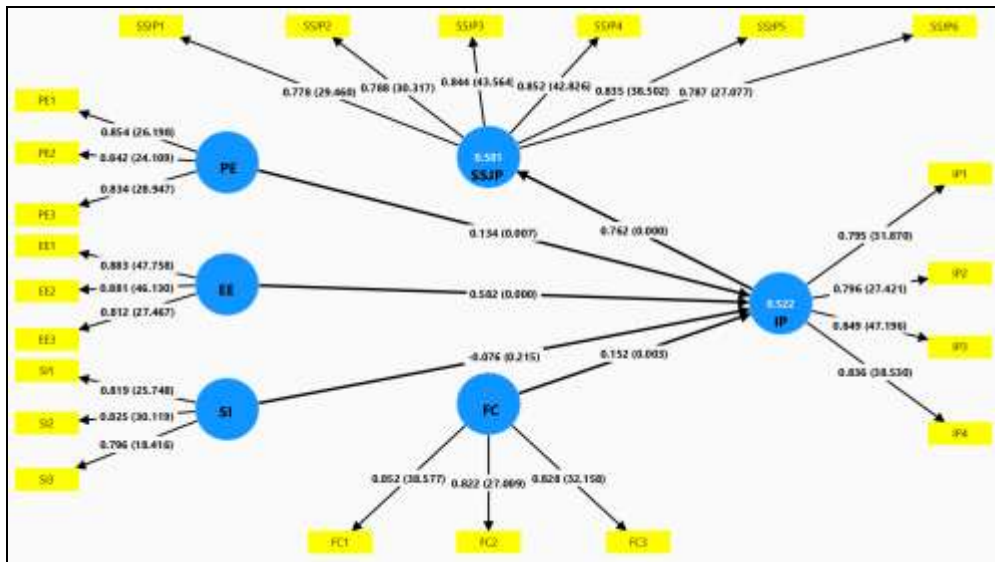 SSJP1 SSJP2 SSJP3 SSJP4 SSJP5 SSJP6
0.778 (29.460) 0.788 (30.317) 0.844 (43.564) 0.852 (42.826) 0.835 (38.502) 0.787 (27.077)
PE1
0.854 (26.198)
PE2
0.842 (24.109)
PE
0.834 (28.947)
PE3
0.581
SSJP
0.134 (0.007)
0.762 (0.000)
IP1
0.795 (31.870)
EE1
0.883 (47.758)
EE2
0.881 (46.130)
EE
0.812 (27.467)
EE3
0.582 (0.000)
0.522
IP
IP2
0.796 (27.421)
IP3
0.849 (47.196)
0.836 (38.530)
IP4
SI1
0.819 (25.748)
SI2
0.825 (30.119)
SI
0.796 (18.416)
SI3
-0.076 (0.215)
0.152 (0.003)
FC
0.852 (38.577) 0.822 (27.009) 0.828 (32.158)
FC1 FC2 FC3